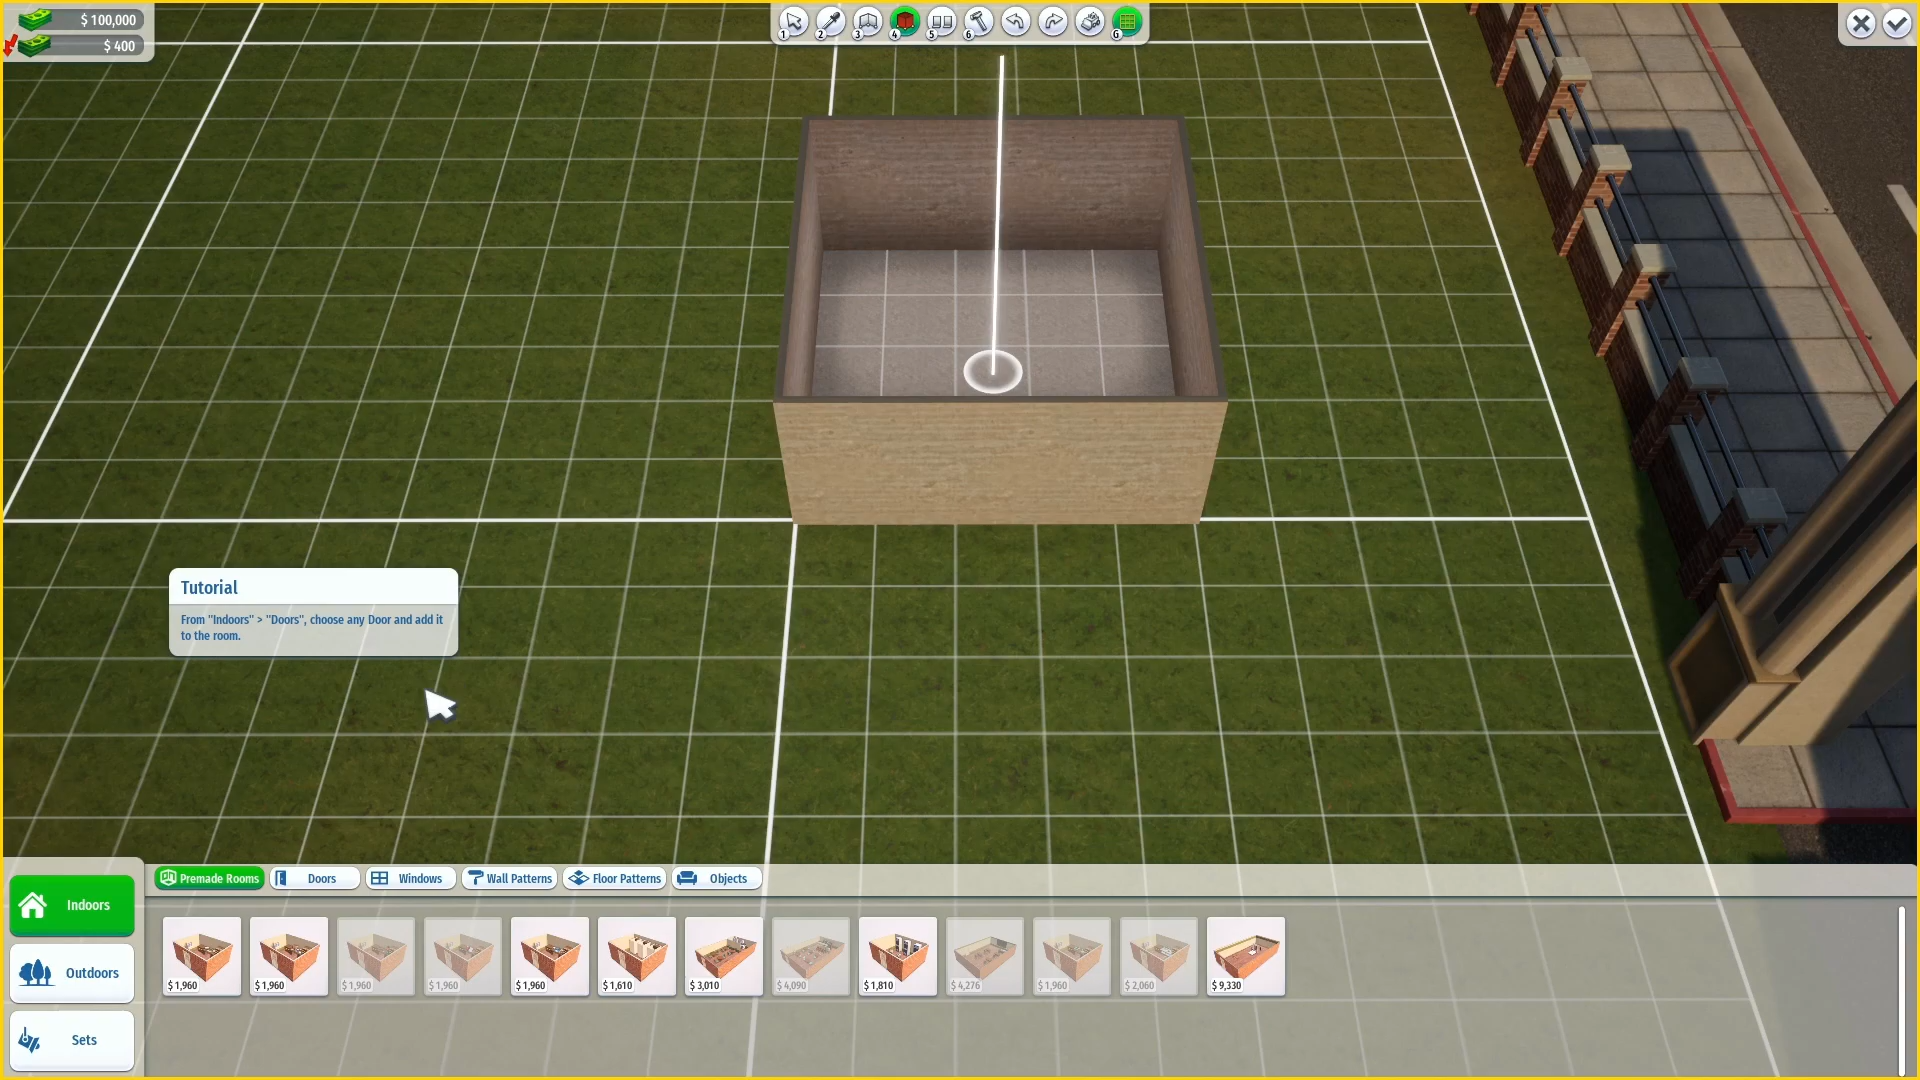 $ 100,000
$ 400
1
2
3
4
5
6
G
Tutorial
From "Indoors" > "Doors", choose any Door and add it
to the room.
Premade Rooms
Doors
Windows
Wall Patterns
Floor Patterns
Objects
Indoors
Outdoors
Sets
$ 1,960
$ 1,960
$ 1,960
$ 1,960
$ 1,960
$ 1,610
$ 3,010
$ 4,090
$ 1,810
$ 4,276
$ 1,960
$ 2,060
$ 9,330